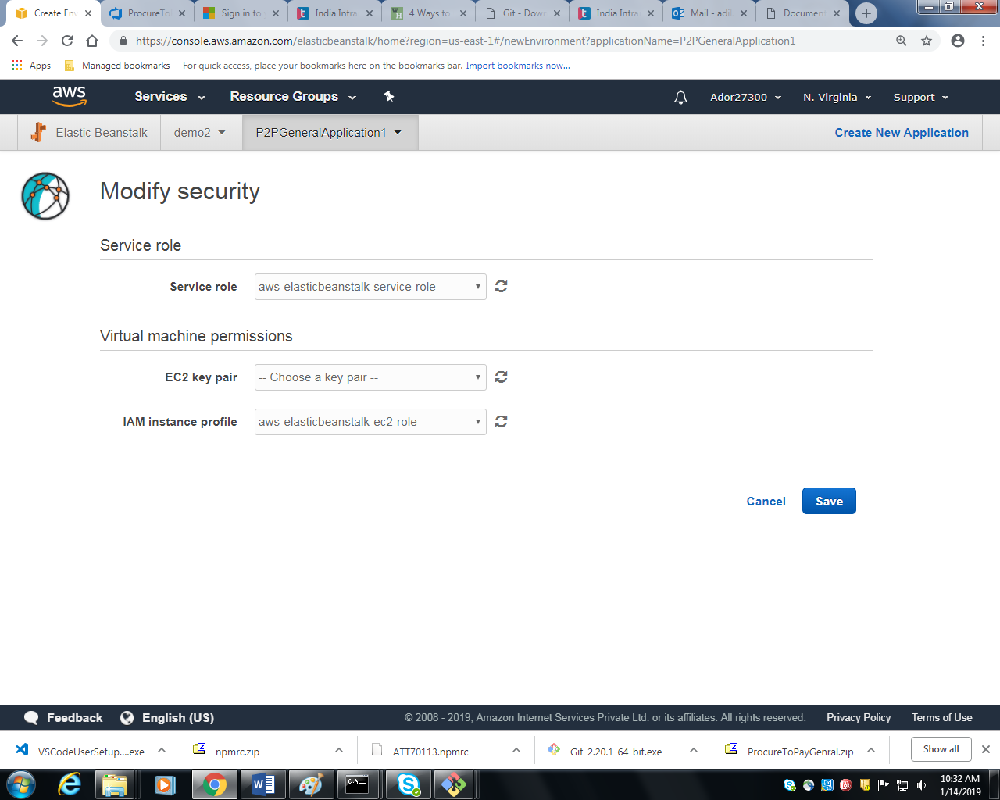 Create Env
ProcureTo
Sign in to
India Intra
4 Ways to
Git - Down
India Intra
Mail - adi
Document
https://console.aws.amazon.com/elasticbeanstalk/home?region=us-east-1#/newEnvironment?applicationName=P2PGeneralApplication1
Apps Managed bookmarks For quick access, place your bookmarks here on the bookmarks bar. Import bookmarks now...
aws Services Resource Groups Ador27300 N. Virginia Support
Elastic Beanstalk demo2 P2PGeneralApplication1 Create New Application
Modify security
Service role
Service role aws-elasticbeanstalk-service-role
Virtual machine permissions
EC2 key pair -- Choose a key pair --
IAM instance profile aws-elasticbeanstalk-ec2-role
Cancel Save
Feedback English (US) © 2008 - 2019, Amazon Internet Services Private Ltd. or its affiliates. All rights reserved. Privacy Policy Terms of Use
VSCodeUserSetup....exe npmrc.zip ATT70113.npmrc Git-2.20.1-64-bit.exe ProcureToPayGenral.zip Show all
10:32 AM
1/14/2019